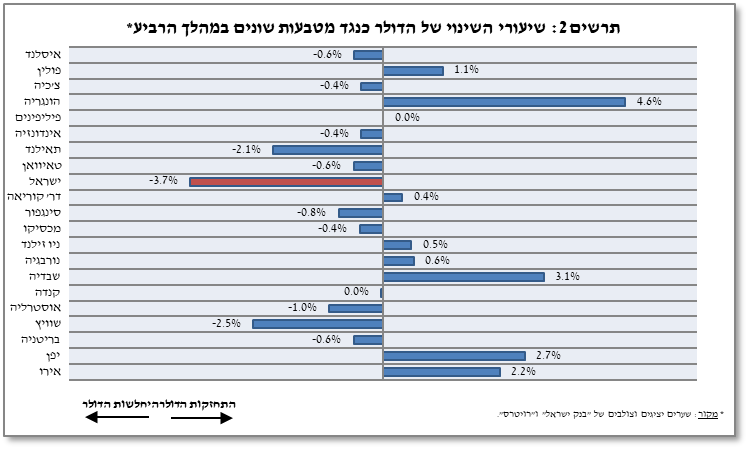 תרשים 2: שיעורי השינוי של הדולר כנגד מטבעות שונים במהלך הרביע*
איסלנד -0.6%
פולין 1.1%
צ'כיה -0.4%
הונגריה 4.6%
פיליפינים 0.0%
אינדונזיה -0.4%
תאילנד -2.1%
טאיוואן -0.6%
ישראל -3.7%
דר' קוריאה 0.4%
סינגפור -0.8%
מכסיקו -0.4%
ניו זילנד 0.5%
נורבגיה 0.6%
שבדיה 3.1%
קנדה 0.0%
אוסטרליה -1.0%
שוויץ -2.5%
בריטניה -0.6%
יפן 2.7%
אירו 2.2%
התחזקות הדולר היחלשות הדולר
* מקור: שערים יציגים וצולבים של "בנק ישראל" ו"רויטרס".